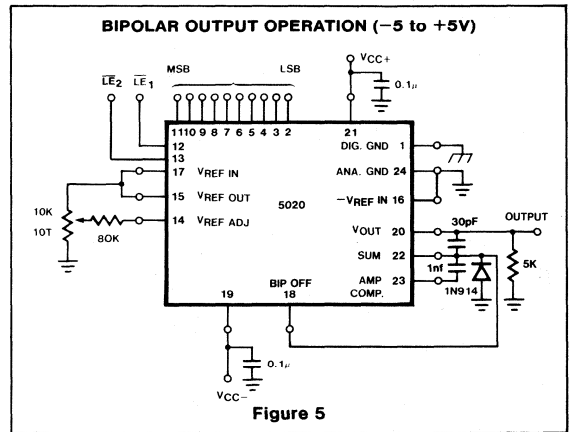 BIPOLAR OUTPUT OPERATION (−5 to +5V)
VCC+
LE2 LE1 MSB LSB
0.1µ
11 10 9 8 7 6 5 4 3 2 21
12 DIG. GND 1
13
17 VREF IN ANA. GND 24
−VREF IN 16
15 VREF OUT 5020
10K
10T
80K
14 VREF ADJ
30pF OUTPUT
VOUT 20
SUM 22
5K
1nf
BIP OFF AMP 23
COMP.
1N914
19 18
0.1µ
VCC−
Figure 5